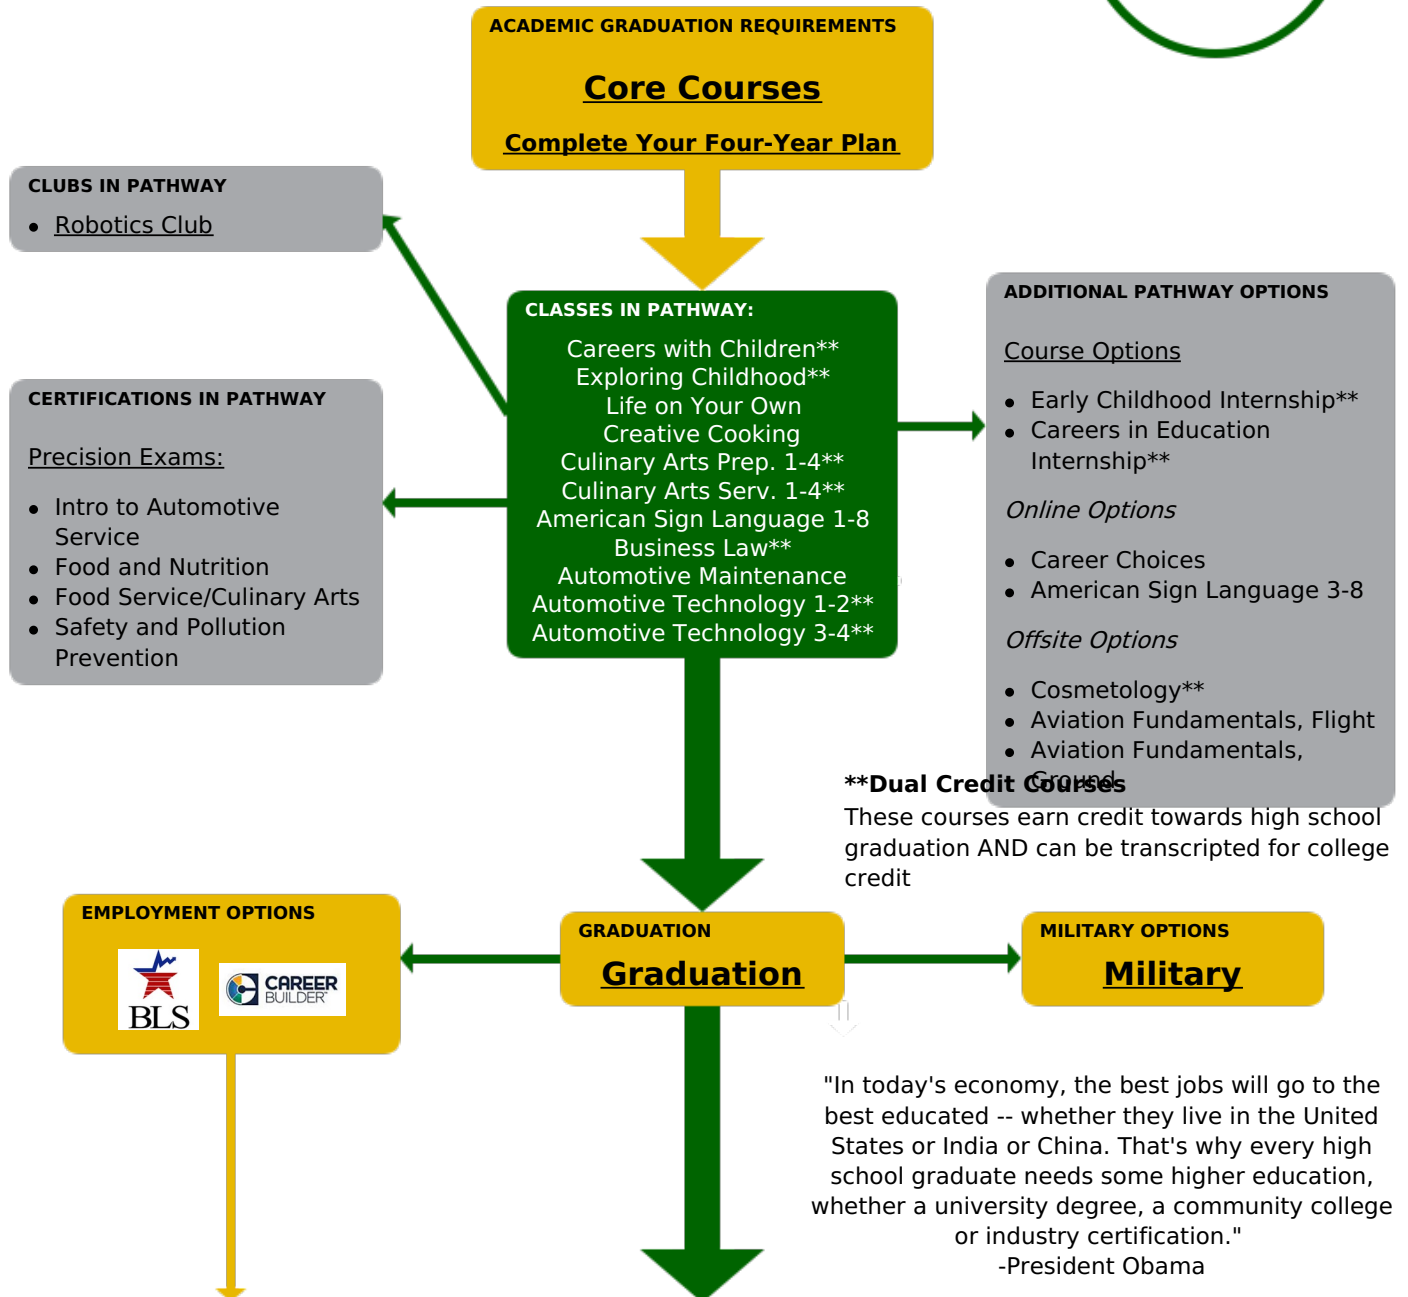 ACADEMIC GRADUATION REQUIREMENTS
Core Courses
Complete Your Four-Year Plan
CLUBS IN PATHWAY
• Robotics Club
CERTIFICATIONS IN PATHWAY
Precision Exams:
• Intro to Automotive
Service
• Food and Nutrition
• Food Service/Culinary Arts
• Safety and Pollution
Prevention
CLASSES IN PATHWAY:
Careers with Children**
Exploring Childhood**
Life on Your Own
Creative Cooking
Culinary Arts Prep. 1-4**
Culinary Arts Serv. 1-4**
American Sign Language 1-8
Business Law**
Automotive Maintenance
Automotive Technology 1-2**
Automotive Technology 3-4**
ADDITIONAL PATHWAY OPTIONS
Course Options
• Early Childhood Internship**
• Careers in Education
Internship**
Online Options
• Career Choices
• American Sign Language 3-8
Offsite Options
• Cosmetology**
• Aviation Fundamentals, Flight
• Aviation Fundamentals,
Ground
**Dual Credit Courses
These courses earn credit towards high school
graduation AND can be transcripted for college
credit
EMPLOYMENT OPTIONS
BLS
CAREER
BUILDER
GRADUATION
Graduation
MILITARY OPTIONS
Military
"In today's economy, the best jobs will go to the
best educated -- whether they live in the United
States or India or China. That's why every high
school graduate needs some higher education,
whether a university degree, a community college
or industry certification."
-President Obama